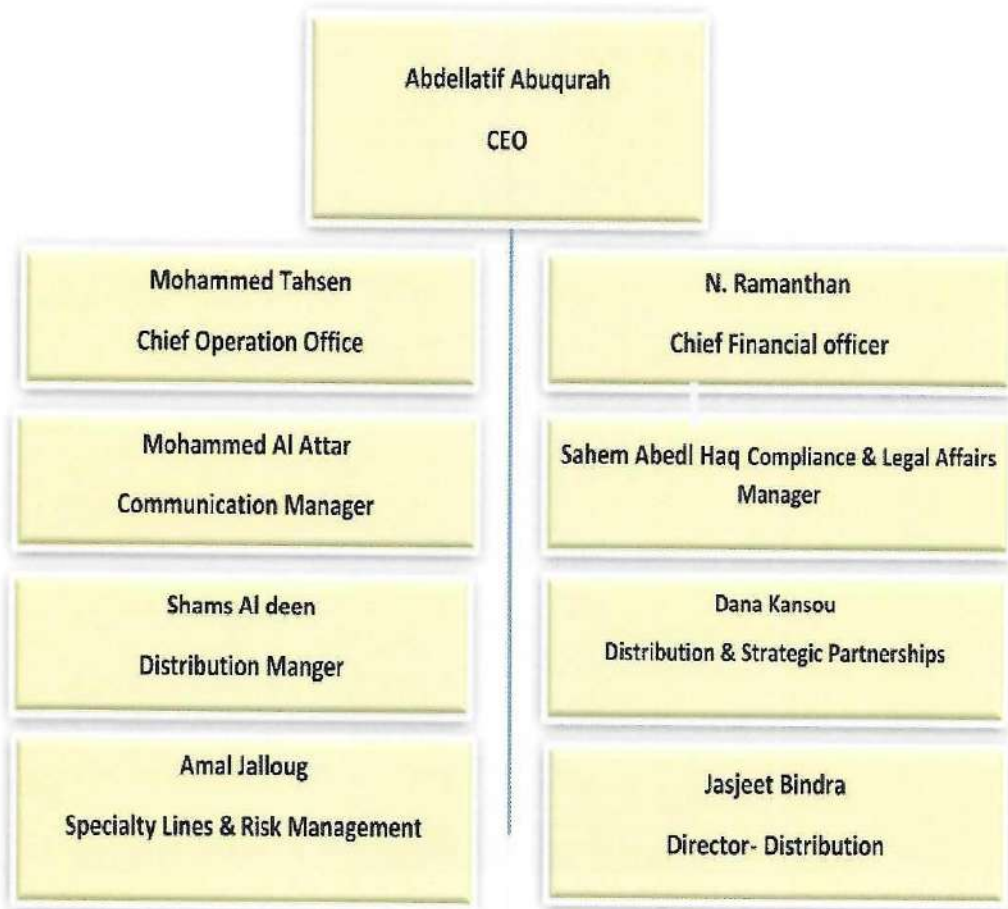 Abdellatif Abuqurah
CEO
Mohammed Tahsen
Chief Operation Office
N. Ramanthan
Chief Financial officer
Mohammed Al Attar
Communication Manager
Sahem Abedl Haq Compliance & Legal Affairs
Manager
Shams Al deen
Distribution Manger
Dana Kansou
Distribution & Strategic Partnerships
Amal Jalloug
Specialty Lines & Risk Management
Jasjeet Bindra
Director- Distribution